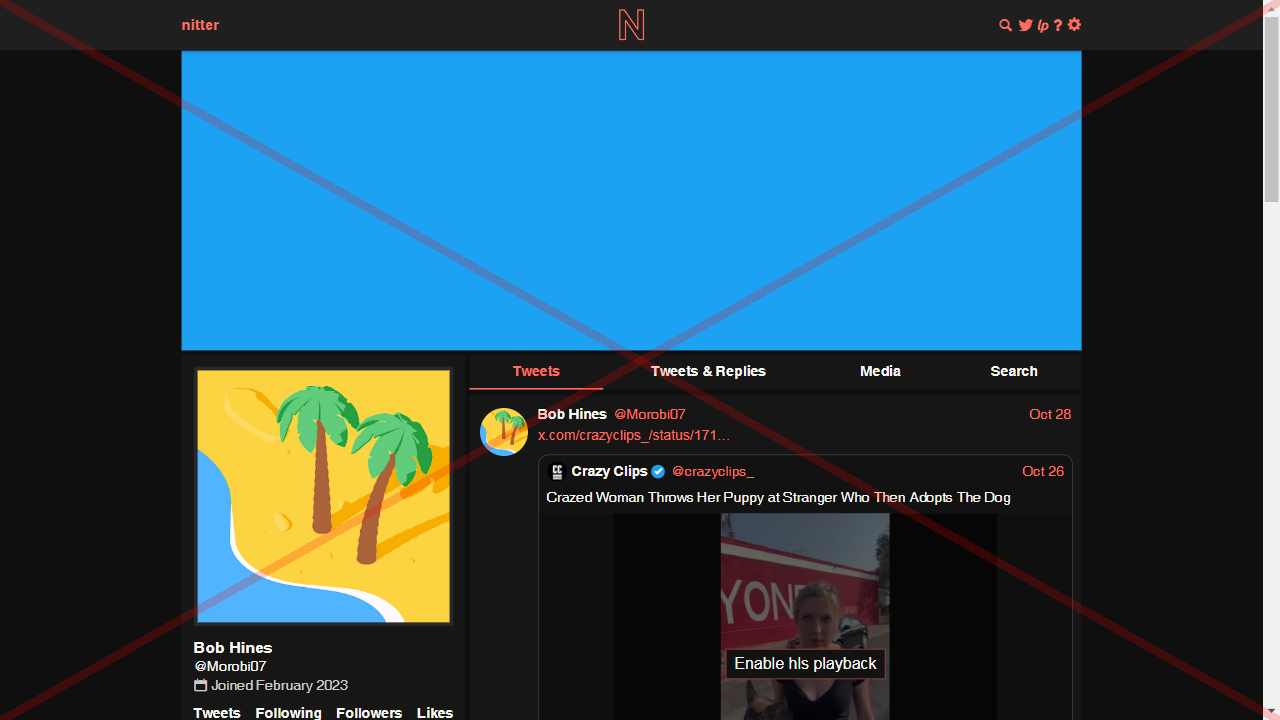 nitter
N
lp ?
Tweets Tweets & Replies Media Search
Bob Hines @Morobi07 Oct 28
x.com/crazyclips_/status/171…
CC Crazy Clips @crazyclips_ Oct 26
Crazed Woman Throws Her Puppy at Stranger Who Then Adopts The Dog
YON
Enable hls playback
Bob Hines
@Morobi07
Joined February 2023
Tweets Following Followers Likes